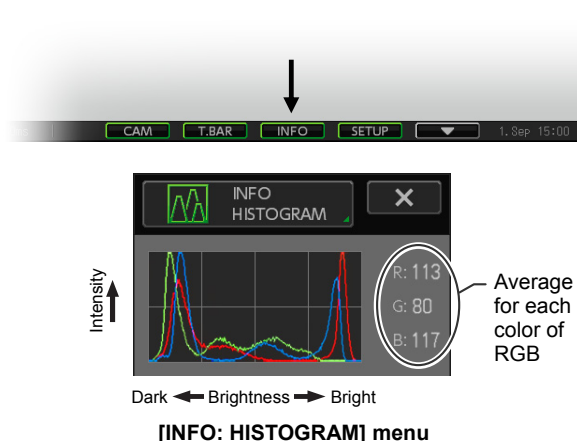 CAM T.BAR INFO SETUP 1. Sep 15:00
INFO
HISTOGRAM
Intensity
R: 113
G: 80
B: 117
Average
for each
color of
RGB
Dark Brightness Bright
[INFO: HISTOGRAM] menu